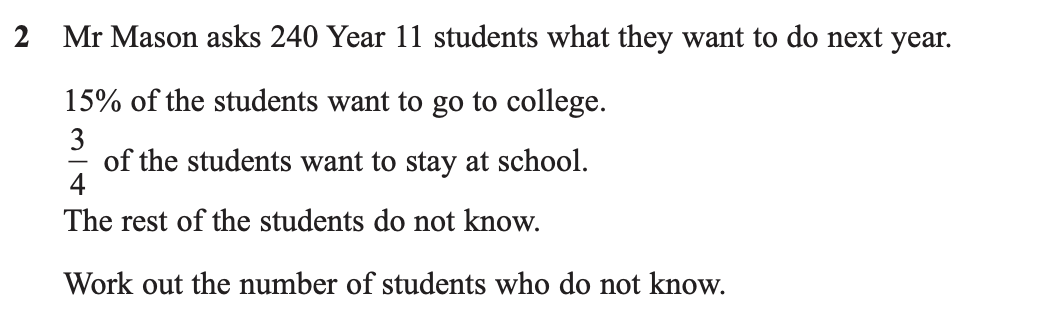 2 Mr Mason asks 240 Year 11 students what they want to do next year.
15% of the students want to go to college.
3/4 of the students want to stay at school.
The rest of the students do not know.
Work out the number of students who do not know.